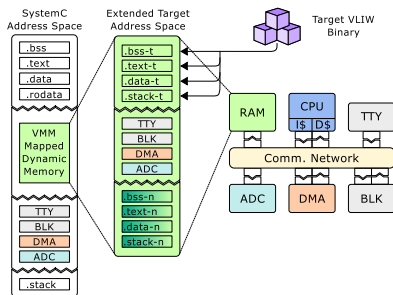 SystemC
Address Space
.bss
.text
.data
.rodata
VMM
Mapped
Dynamic
Memory
TTY
BLK
DMA
ADC
.stack
Extended Target
Address Space
.bss-t
.text-t
.data-t
.stack-t
TTY
BLK
DMA
ADC
.bss-n
.text-n
.data-n
.stack-n
Target VLIW
Binary
RAM
CPU
I$ D$
TTY
Comm. Network
ADC
DMA
BLK